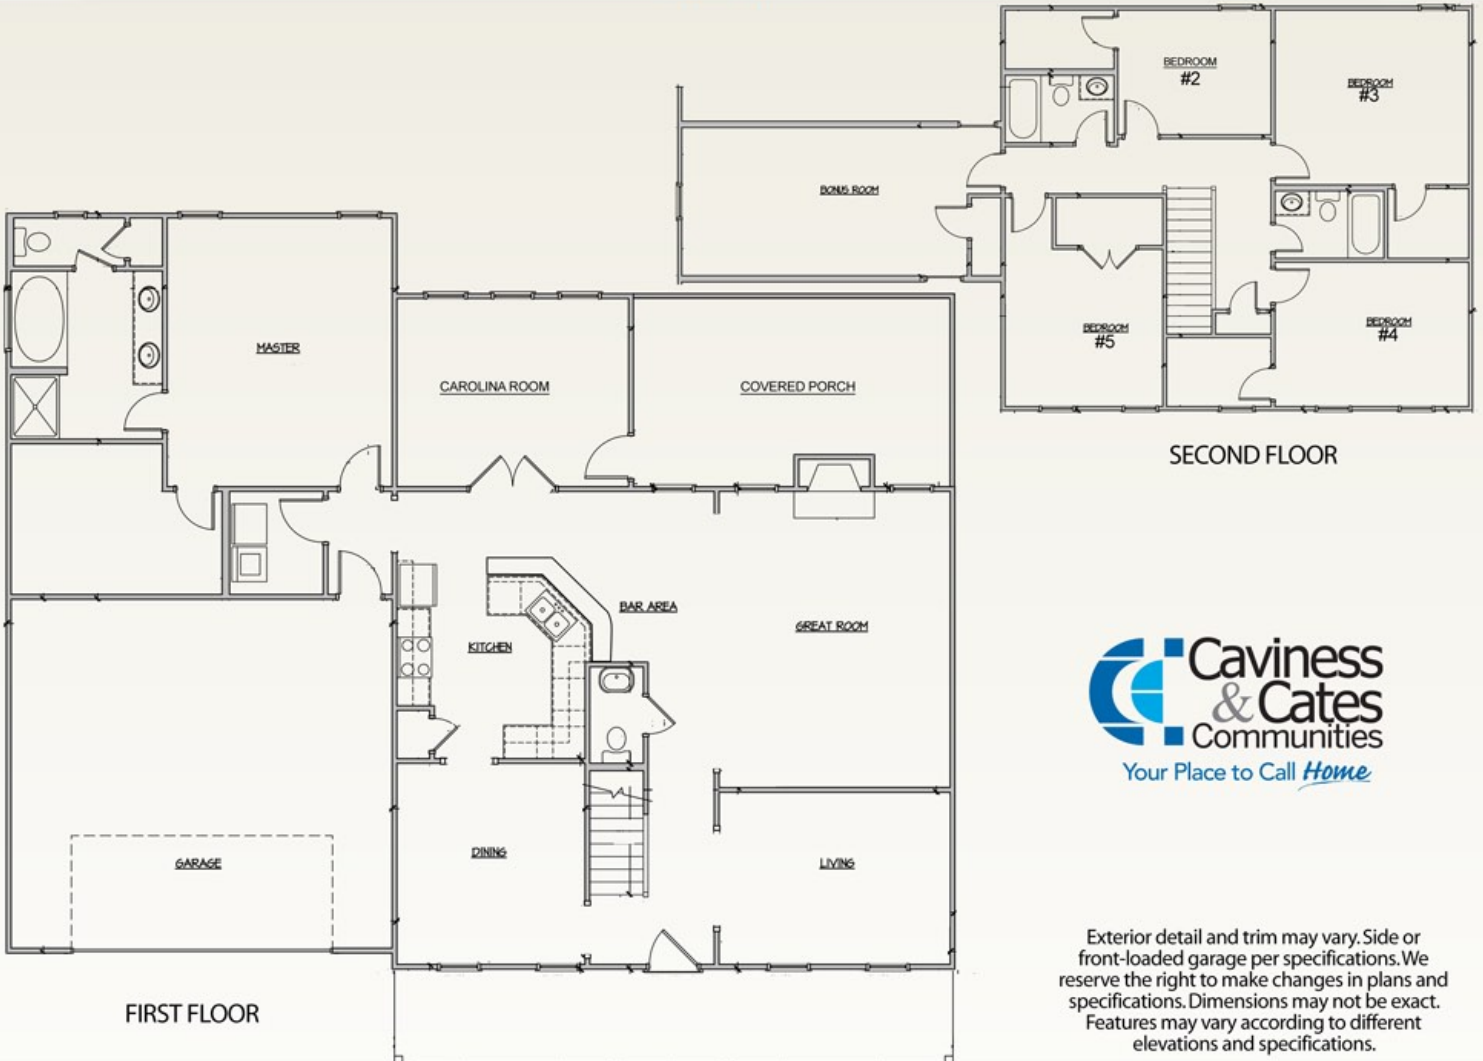 BEDROOM
#2
BEDROOM
#3
BONUS ROOM
BEDROOM
#5
BEDROOM
#4
SECOND FLOOR
MASTER
CAROLINA ROOM
COVERED PORCH
BAR AREA
GREAT ROOM
KITCHEN
DINING
GARAGE
LIVING
FIRST FLOOR
Caviness
& Cates
Communities
Your Place to Call Home
Exterior detail and trim may vary. Side or
front-loaded garage per specifications. We
reserve the right to make changes in plans and
specifications. Dimensions may not be exact.
Features may vary according to different
elevations and specifications.